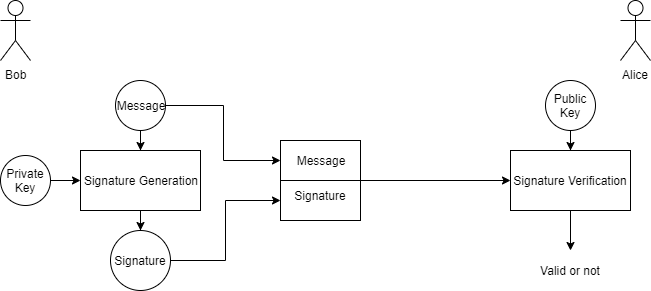 Bob
Alice
Message
Public
Key
Private
Key
Signature Generation
Message
Signature
Signature Verification
Signature
Valid or not